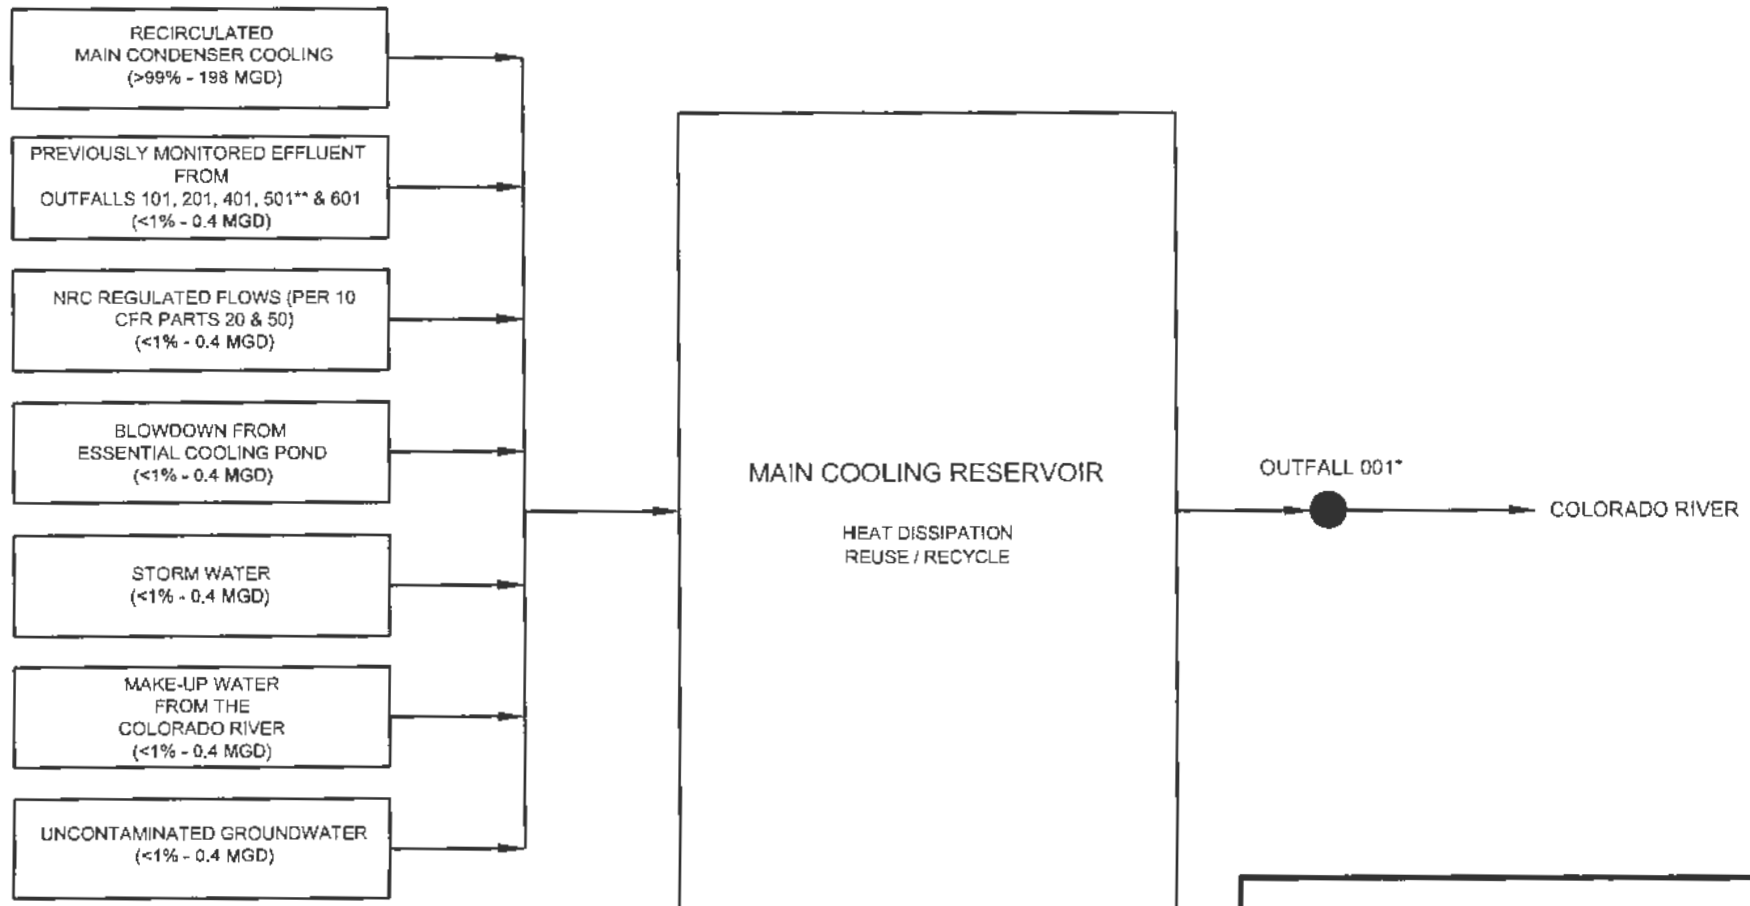 RECIRCULATED
MAIN CONDENSER COOLING
(>99% - 198 MGD)
PREVIOUSLY MONITORED EFFLUENT
FROM
OUTFALLS 101, 201, 401, 501** & 601
(<1% - 0.4 MGD)
NRC REGULATED FLOWS (PER 10
CFR PARTS 20 & 50)
(<1% - 0.4 MGD)
BLOWDOWN FROM
ESSENTIAL COOLING POND
(<1% - 0.4 MGD)
STORM WATER
(<1% - 0.4 MGD)
MAKE-UP WATER
FROM THE
COLORADO RIVER
(<1% - 0.4 MGD)
UNCONTAMINATED GROUNDWATER
(<1% - 0.4 MGD)
MAIN COOLING RESERVOIR
HEAT DISSIPATION
REUSE / RECYCLE
OUTFALL 001*
COLORADO RIVER